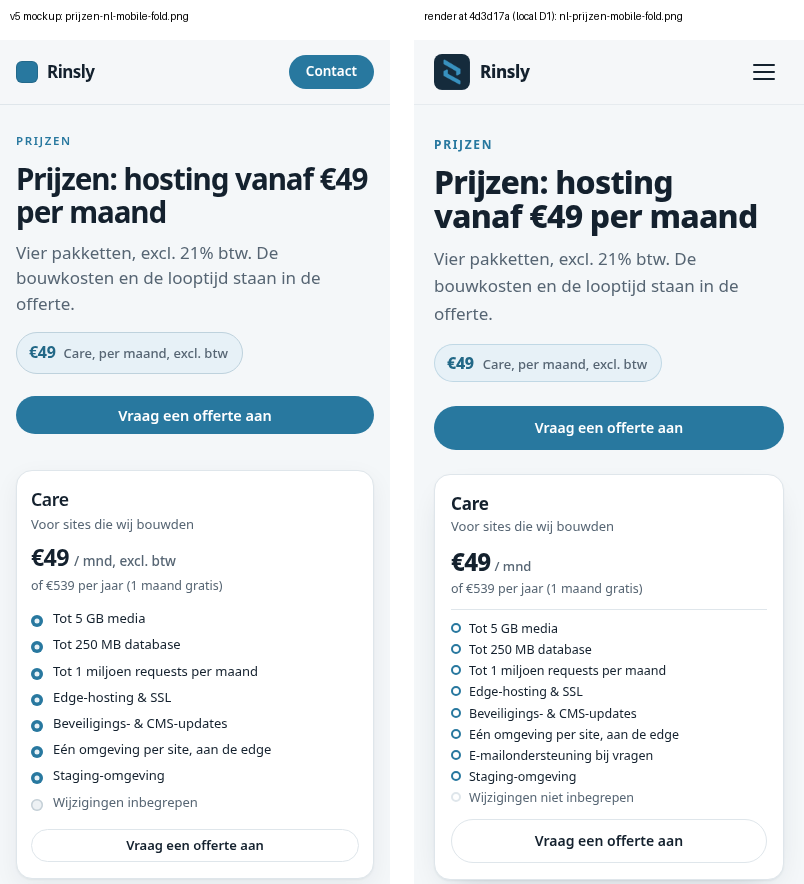 v5 mockup: prijzen-nl-mobile-fold.png
Rinsly
Contact
PRIJZEN
Prijzen: hosting vanaf €49
per maand
Vier pakketten, excl. 21% btw. De
bouwkosten en de looptijd staan in de
offerte.
€49 Care, per maand, excl. btw
Vraag een offerte aan
Care
Voor sites die wij bouwden
€49 / mnd, excl. btw
of €539 per jaar (1 maand gratis)
Tot 5 GB media
Tot 250 MB database
Tot 1 miljoen requests per maand
Edge-hosting & SSL
Beveiligings- & CMS-updates
Eén omgeving per site, aan de edge
Staging-omgeving
Wijzigingen inbegrepen
Vraag een offerte aan
render at 4d3d17a (local D1): nl-prijzen-mobile-fold.png
Rinsly
PRIJZEN
Prijzen: hosting
vanaf €49 per maand
Vier pakketten, excl. 21% btw. De
bouwkosten en de looptijd staan in de
offerte.
€49 Care, per maand, excl. btw
Vraag een offerte aan
Care
Voor sites die wij bouwden
€49 / mnd
of €539 per jaar (1 maand gratis)
Tot 5 GB media
Tot 250 MB database
Tot 1 miljoen requests per maand
Edge-hosting & SSL
Beveiligings- & CMS-updates
Eén omgeving per site, aan de edge
E-mailondersteuning bij vragen
Staging-omgeving
Wijzigingen niet inbegrepen
Vraag een offerte aan